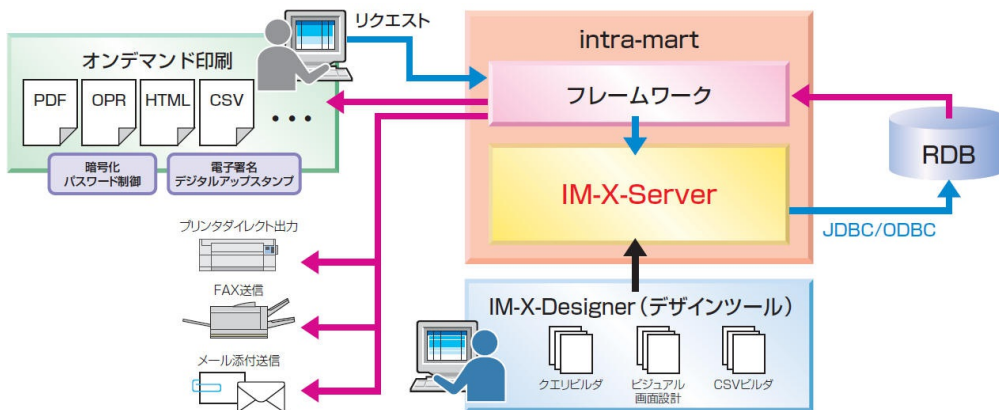 リクエスト
オンデマンド印刷
PDF
OPR
HTML
CSV
・・・
暗号化
パスワード制御
電子署名
デジタルアップスタンプ
プリンタダイレクト出力
FAX送信
メール添付送信
intra-mart
フレームワーク
IM-X-Server
RDB
JDBC/ODBC
IM-X-Designer(デザインツール)
クエリビルダ
ビジュアル
画面設計
CSVビルダ